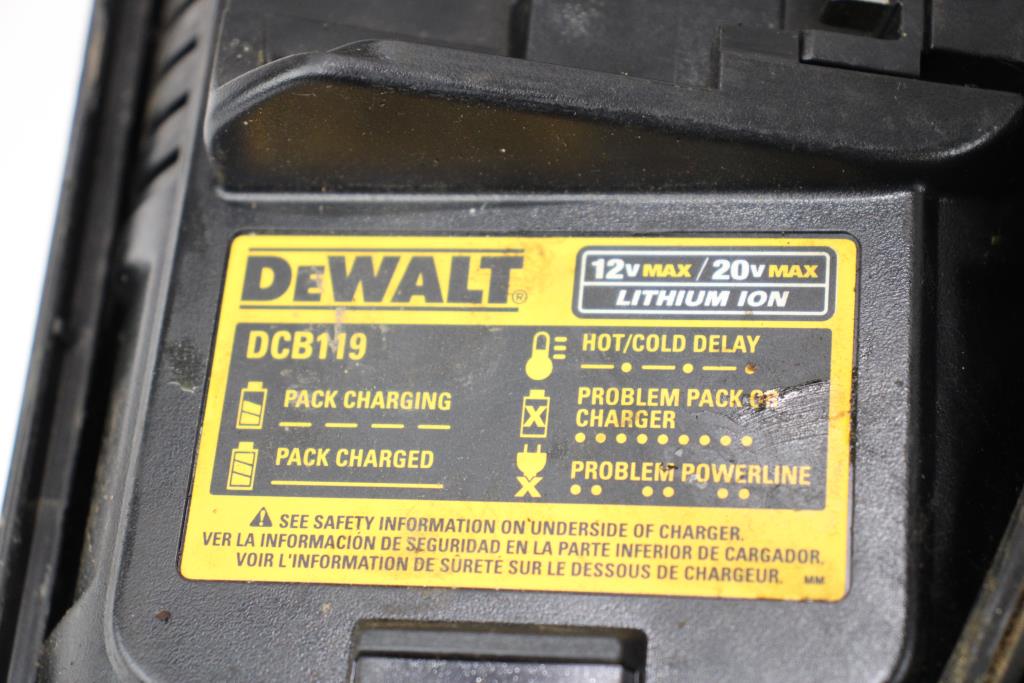 DEWALT®
12V MAX / 20V MAX
LITHIUM ION
DCB119
PACK CHARGING
PACK CHARGED
HOT/COLD DELAY
PROBLEM PACK OR
CHARGER
PROBLEM POWERLINE
SEE SAFETY INFORMATION ON UNDERSIDE OF CHARGER.
VER LA INFORMACIÓN DE SEGURIDAD EN LA PARTE INFERIOR DE CARGADOR.
VOIR L'INFORMATION DE SÛRETÉ SUR LE DESSOUS DE CHARGEUR.
MM